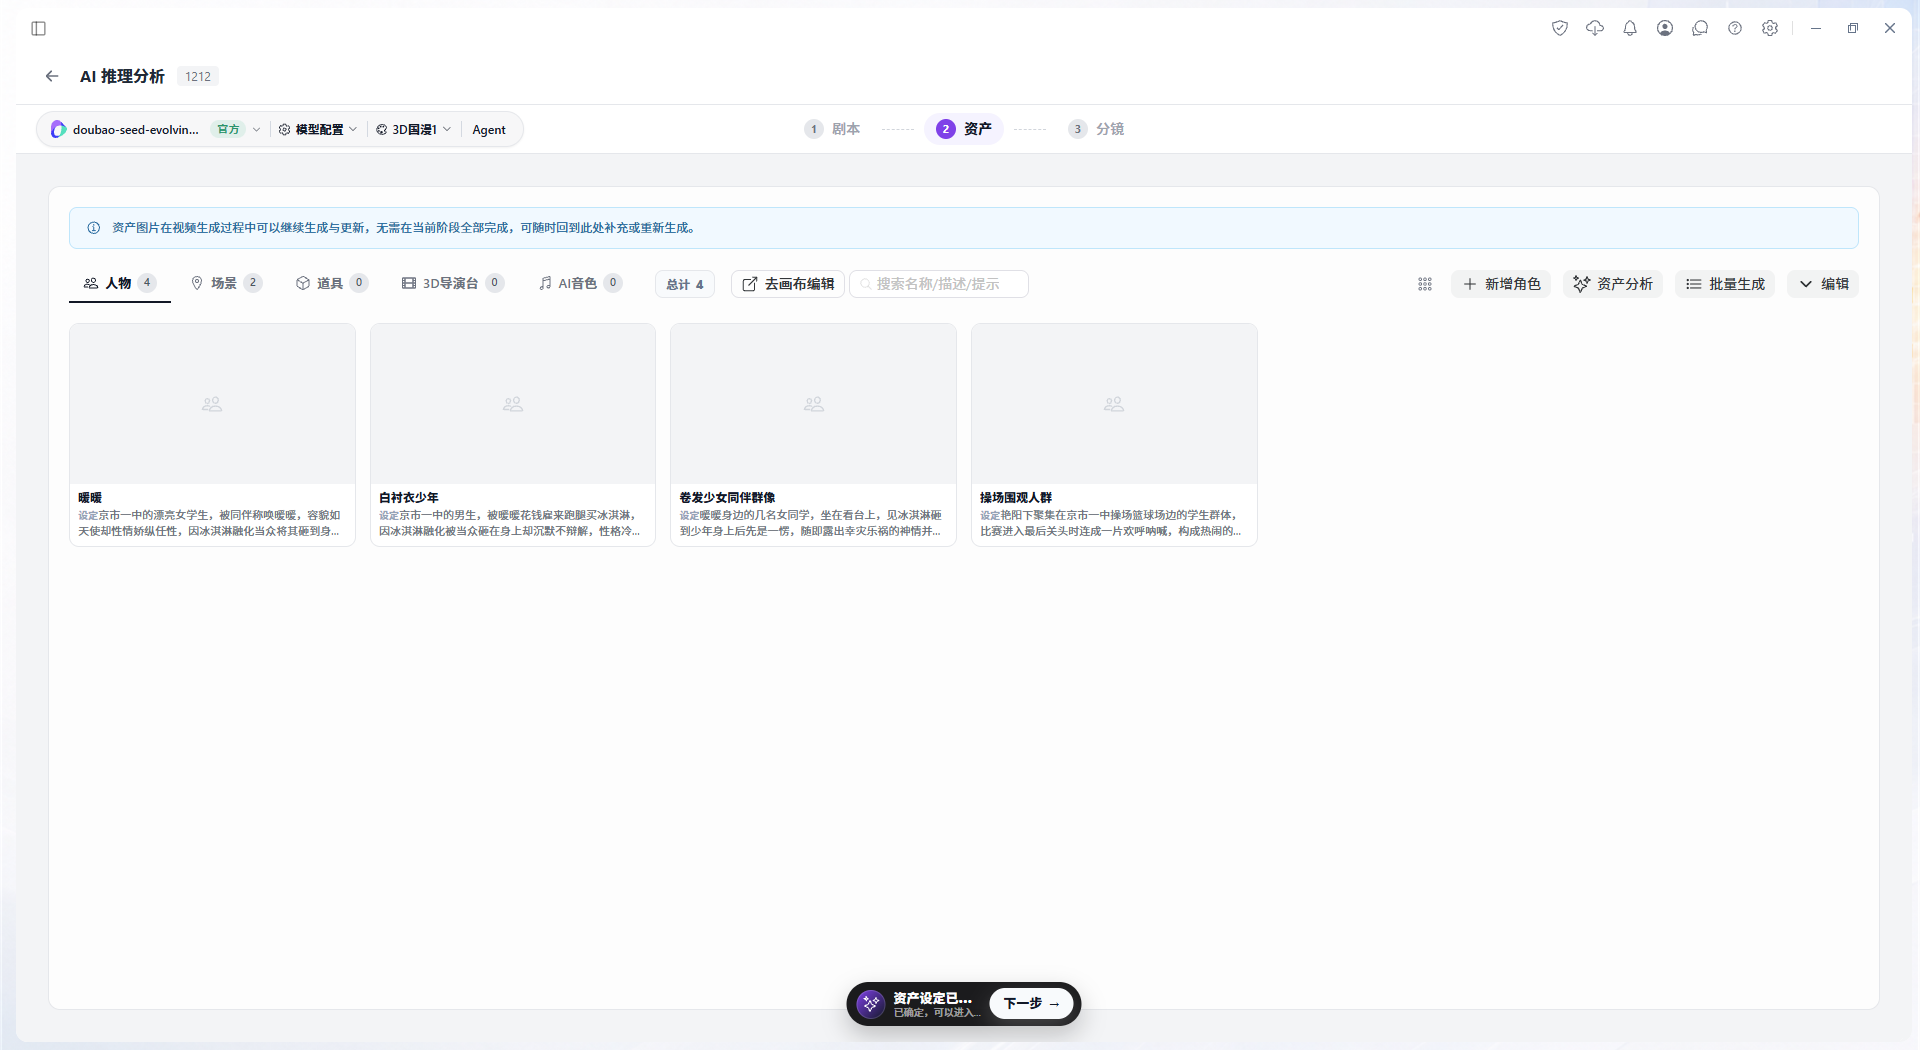 AI 推理分析 1212
doubao-seed-evolvin... 官方 模型配置 3D国漫1 Agent
1 剧本 2 资产 3 分镜
资产图片在视频生成过程中可以继续生成与更新，无需在当前阶段全部完成，可随时回到此处补充或重新生成。
人物 4 场景 2 道具 0 3D导演台 0 AI音色 0 总计 4 去画布编辑 搜索名称/描述/提示 新增角色 资产分析 批量生成 编辑
暖暖
设定京市一中的漂亮女学生，被同伴称唤暖暖，容貌如
天使却性情娇纵任性，因冰淇淋融化当众将其砸到身...
白衬衣少年
设定京市一中的男生，被暖暖花钱雇来跑腿买冰淇淋，
因冰淇淋融化被当众砸在身上却沉默不辩解，性格冷...
卷发少女同伴群像
设定暖暖身边的几名女同学，坐在看台上，见冰淇淋砸
到少年身上后先是一愣，随即露出幸灾乐祸的神情并...
操场围观人群
设定艳阳下聚集在京市一中操场篮球场边的学生群体，
比赛进入最后关头时连成一片欢呼呐喊，构成热闹的...
资产设定已...
已确定，可以进入...
下一步 →